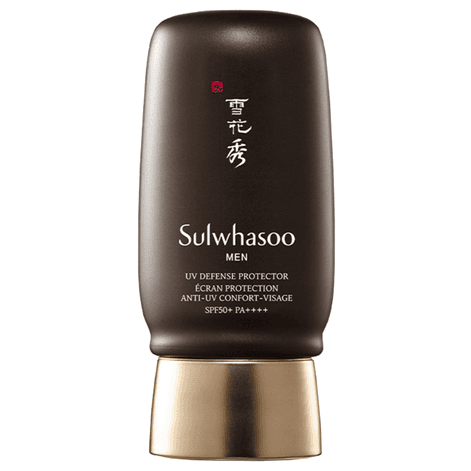 雪花秀
Sulwhasoo
MEN
UV DEFENSE PROTECTOR
ÉCRAN PROTECTION
ANTI-UV CONFORT-VISAGE
SPF50+ PA++++